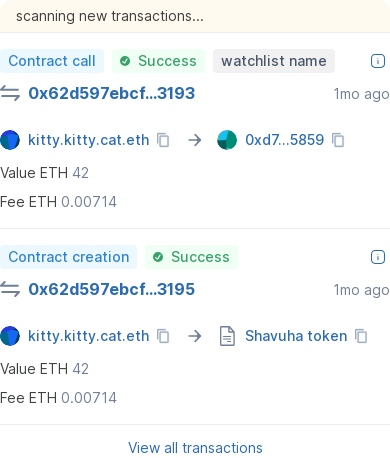 scanning new transactions...
Contract call Success watchlist name
0x62d597ebcf...3193 1mo ago
kitty.kitty.cat.eth 0xd7...5859
Value ETH 42
Fee ETH 0.00714
Contract creation Success
0x62d597ebcf...3195 1mo ago
kitty.kitty.cat.eth Shavuha token
Value ETH 42
Fee ETH 0.00714
View all transactions